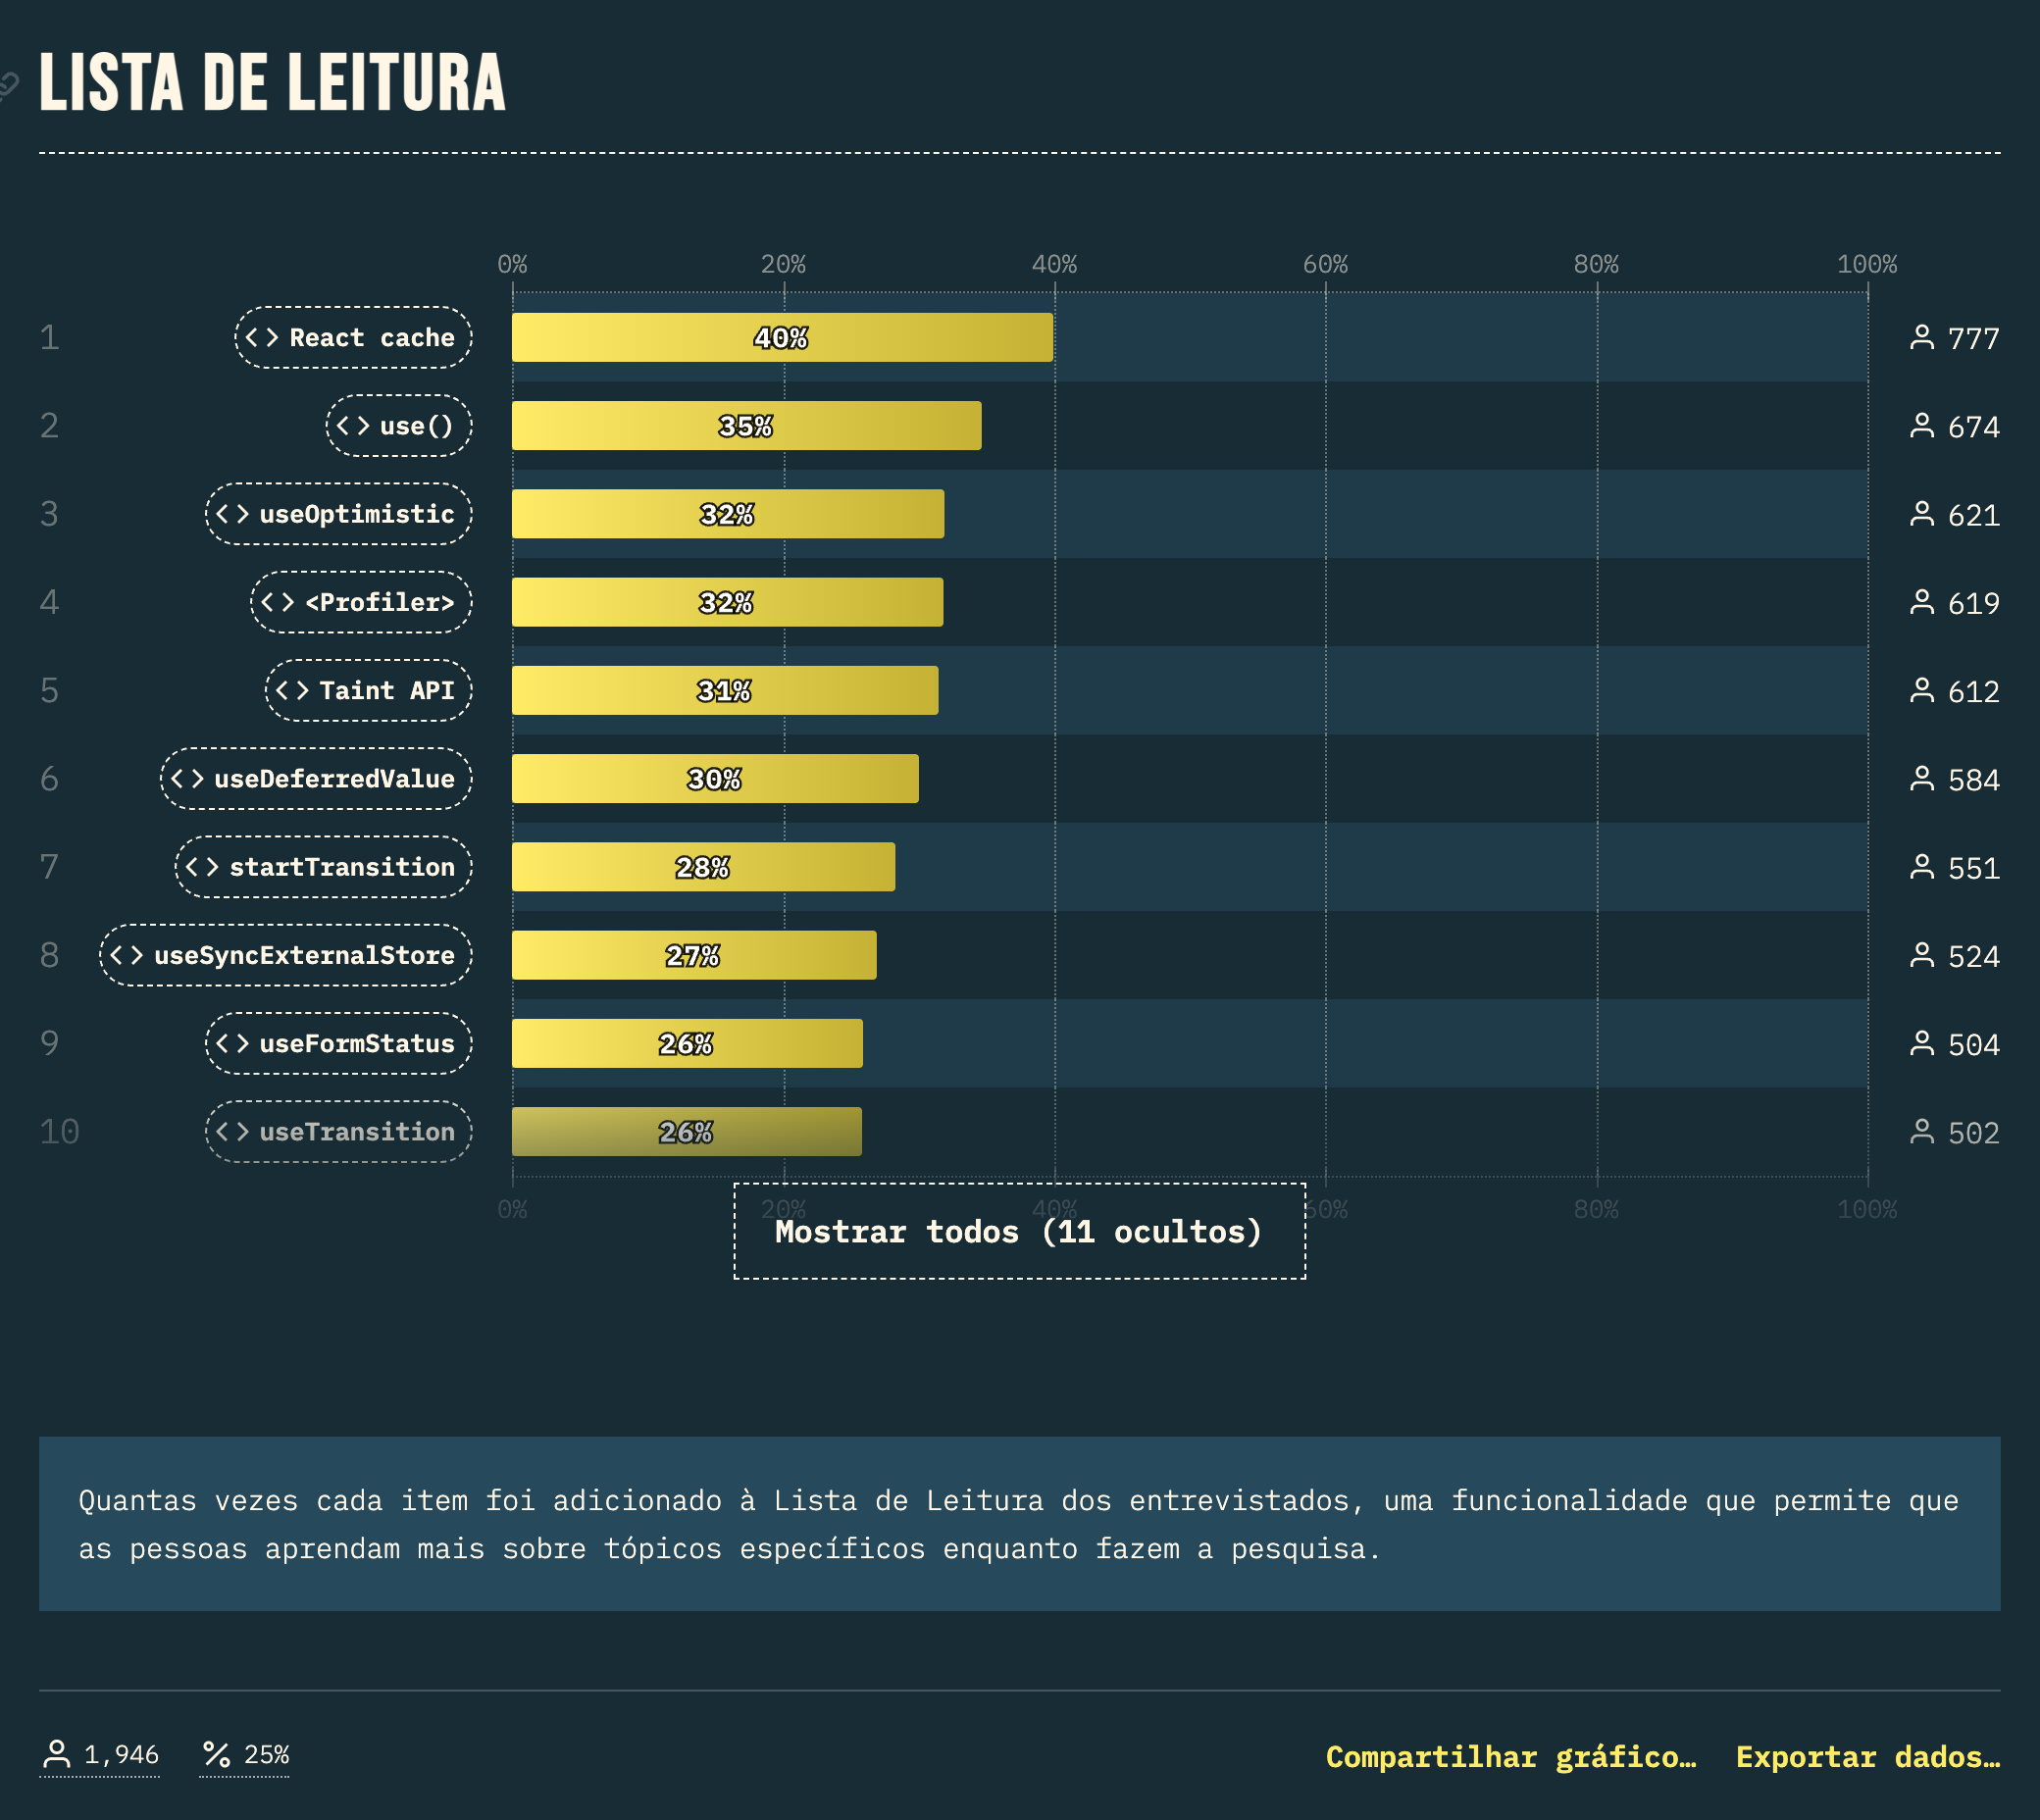 LISTA DE LEITURA
0% 20% 40% 60% 80% 100%
1 <> React cache 40% 777
2 <> use() 35% 674
3 <> useOptimistic 32% 621
4 <> <Profiler> 32% 619
5 <> Taint API 31% 612
6 <> useDeferredValue 30% 584
7 <> startTransition 28% 551
8 <> useSyncExternalStore 27% 524
9 <> useFormStatus 26% 504
10 <> useTransition 26% 502
0% 20% 40% 60% 80% 100%
Mostrar todos (11 ocultos)
Quantas vezes cada item foi adicionado à Lista de Leitura dos entrevistados, uma funcionalidade que permite que
as pessoas aprendam mais sobre tópicos específicos enquanto fazem a pesquisa.
1,946 % 25% Compartilhar gráfico… Exportar dados…